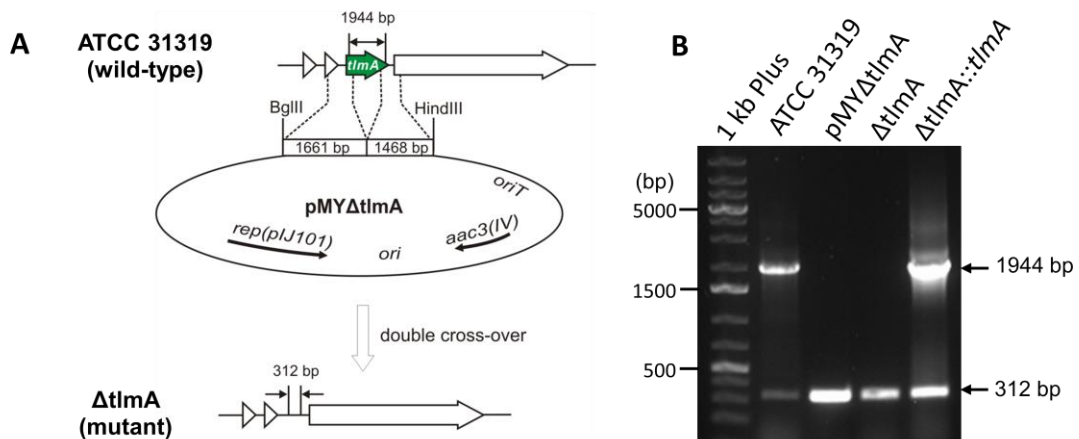 A
ATCC 31319
(wild-type)
1944 bp
tlmA
BglII
HindIII
1661 bp
1468 bp
oriT
pMYΔtlmA
rep(pIJ101)
ori
aac3(IV)
double cross-over
312 bp
ΔtlmA
(mutant)
B
1 kb Plus
ATCC 31319
pMYΔtlmA
ΔtlmA
ΔtlmA::tlmA
(bp)
5000
1944 bp
1500
500
312 bp